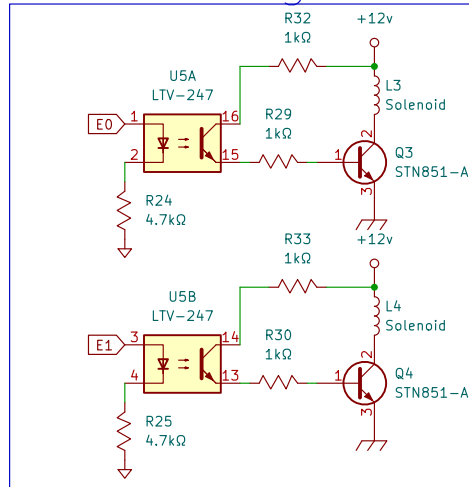 R32
1kΩ
+12v
U5A
LTV-247
L3
Solenoid
E0
1
16
R29
1kΩ
2
2
15
1
Q3
STN851-A
3
R24
4.7kΩ
R33
1kΩ
+12v
U5B
LTV-247
L4
Solenoid
E1
3
14
R30
1kΩ
2
4
13
1
Q4
STN851-A
3
R25
4.7kΩ